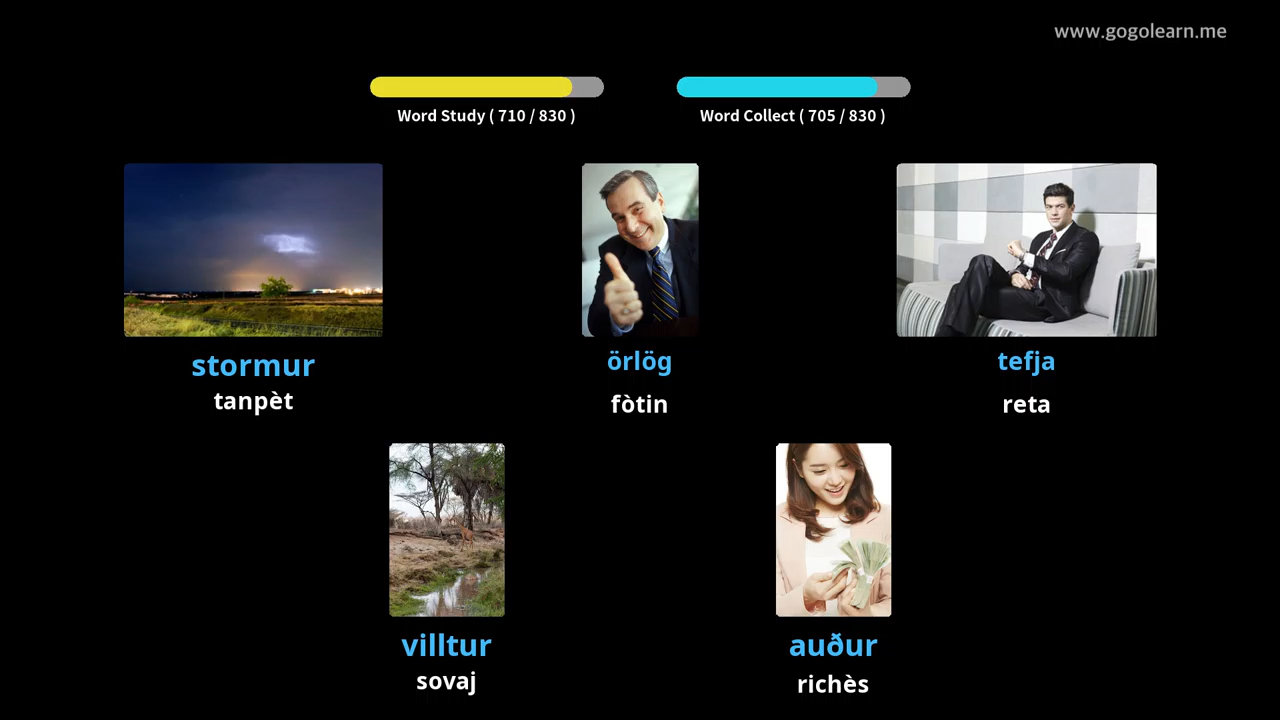 www.gogolearn.me
Word Study ( 710 / 830 )
Word Collect ( 705 / 830 )
stormur
tanpèt
örlög
fòtin
tefja
reta
villtur
sovaj
auður
richès